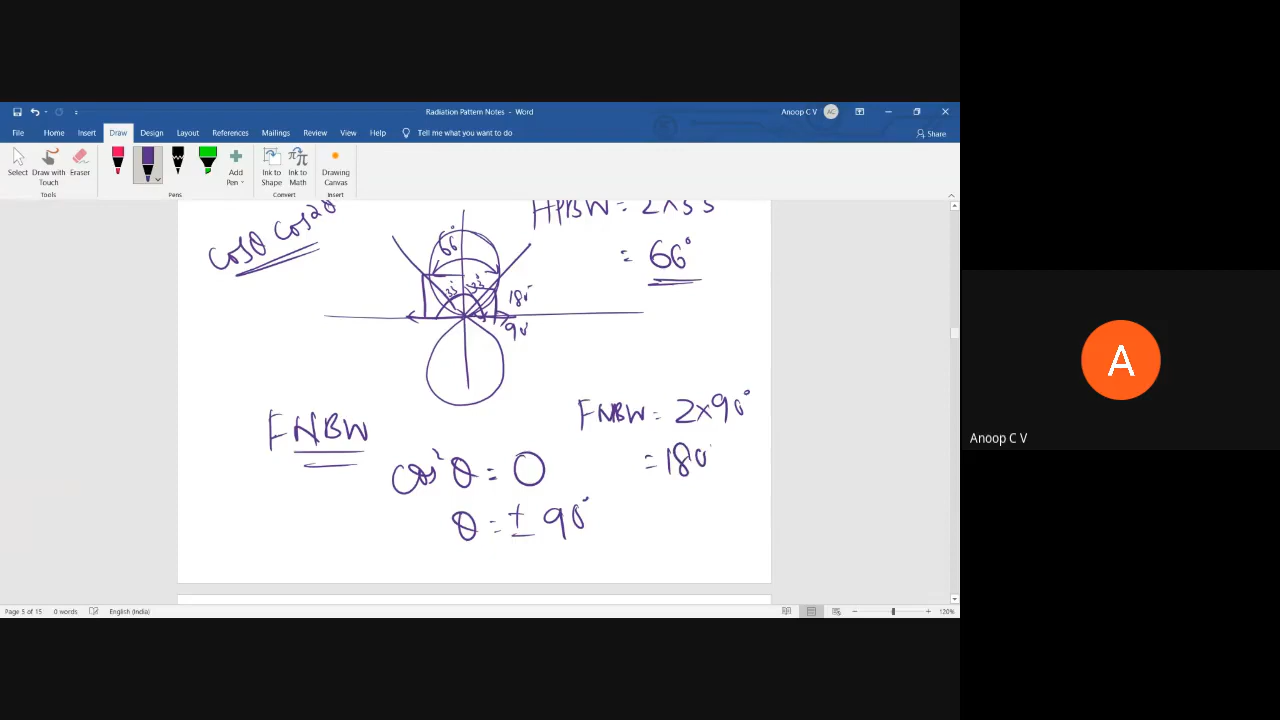 Radiation Pattern Notes - Word
Anoop C V AC
File Home Insert Draw Design Layout References Mailings Review View Help Tell me what you want to do Share
Select Draw with Touch Eraser Add Pen Ink to Shape Ink to Math Drawing Canvas
Tools Pens Convert Insert
cosθ cos2θ
HPBW = 2×33
= 66°
66°
33° 33°
180°
90°
FNBW
FNBW = 2×90°
= 180
cos²θ = 0
θ = ± 90°
Page 5 of 15 0 words English (India) 120%
A
Anoop C V